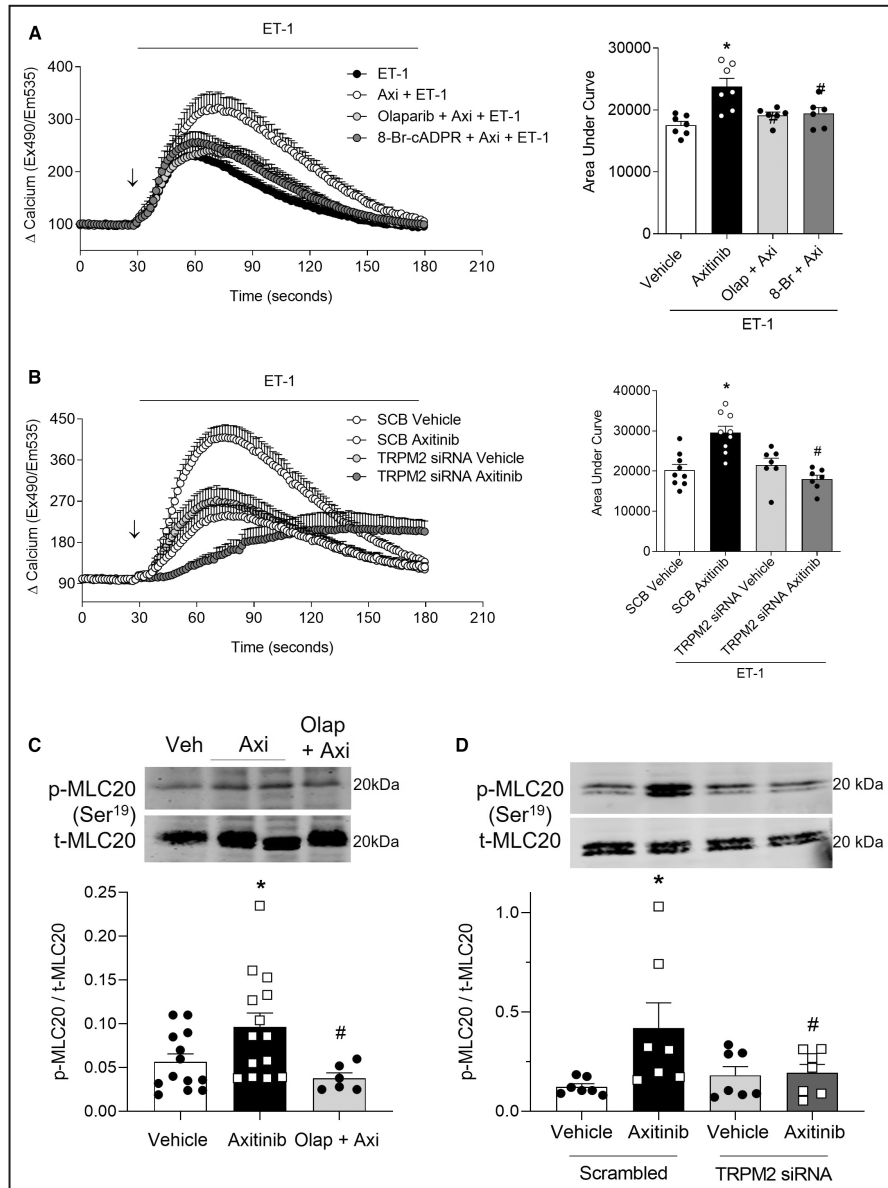 A
ET-1
400
300
200
100
Δ Calcium (Ex490/Em535)
0 30 60 90 120 150 180 210
Time (seconds)
ET-1
Axi + ET-1
Olaparib + Axi + ET-1
8-Br-cADPR + Axi + ET-1
30000
20000
10000
0
Area Under Curve
*
#
#
Vehicle
Axitinib
Olap + Axi
8-Br + Axi
ET-1
B
ET-1
450
360
270
180
90
Δ Calcium (Ex490/Em535)
0 30 60 90 120 150 180 210
Time (seconds)
SCB Vehicle
SCB Axitinib
TRPM2 siRNA Vehicle
TRPM2 siRNA Axitinib
40000
30000
20000
10000
0
Area Under Curve
*
#
SCB Vehicle
SCB Axitinib
TRPM2 siRNA Vehicle
TRPM2 siRNA Axitinib
ET-1
C
Veh Axi Olap + Axi
p-MLC20 20kDa
(Ser19)
t-MLC20 20kDa
0.25
0.20
0.15
0.10
0.05
0.00
p-MLC20 / t-MLC20
*
#
Vehicle Axitinib Olap + Axi
D
p-MLC20 20 kDa
(Ser19)
t-MLC20 20 kDa
1.0
0.5
0.0
p-MLC20 / t-MLC20
*
#
Vehicle Axitinib Vehicle Axitinib
Scrambled TRPM2 siRNA